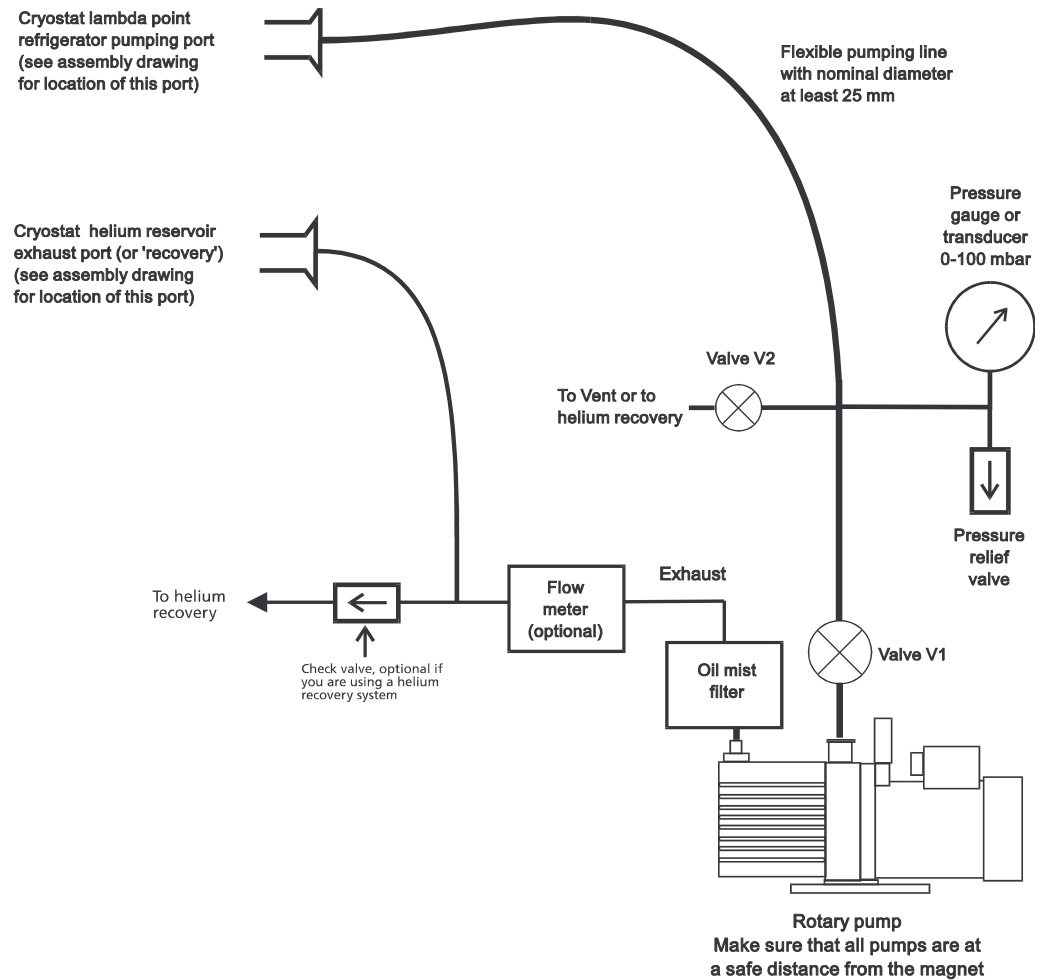 Cryostat lambda point
refrigerator pumping port
(see assembly drawing
for location of this port)
Flexible pumping line
with nominal diameter
at least 25 mm
Pressure
gauge or
transducer
0-100 mbar
Cryostat helium reservoir
exhaust port (or 'recovery')
(see assembly drawing
for location of this port)
Valve V2
To Vent or to
helium recovery
Pressure
relief
valve
To helium
recovery
Flow
meter
(optional)
Exhaust
Check valve, optional if
you are using a helium
recovery system
Oil mist
filter
Valve V1
Rotary pump
Make sure that all pumps are at
a safe distance from the magnet